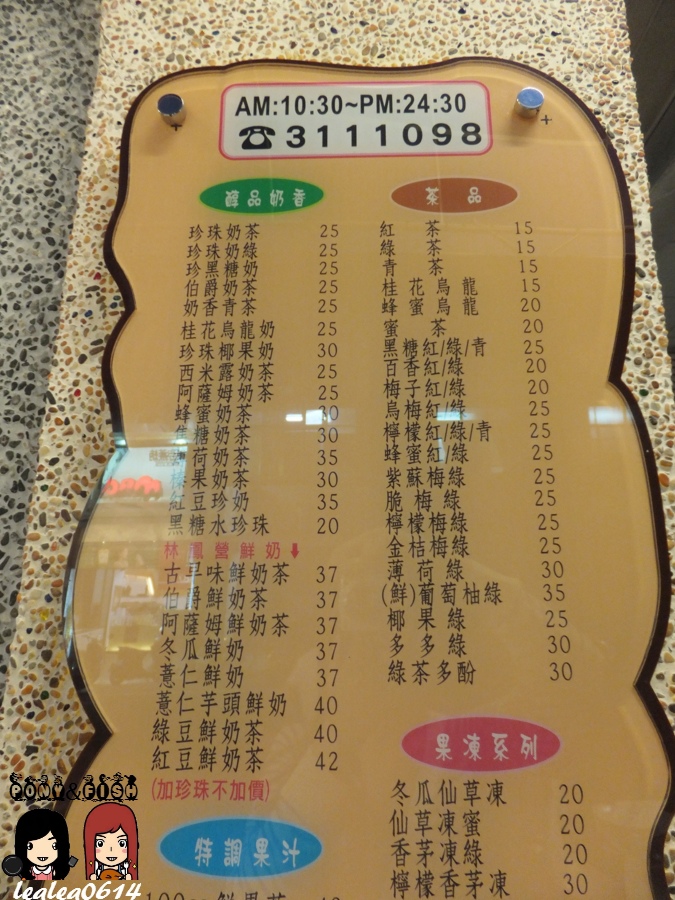 AM:10:30~PM:24:30
☎3111098
醇品奶香
珍珠奶茶 25
珍珠奶綠 25
珍黑糖奶 25
伯爵奶茶 25
奶香青茶 25
桂花烏龍奶 25
珍珠椰果奶 30
西米露奶茶 25
阿薩姆奶茶 25
蜂蜜奶茶 30
焦糖奶茶 30
荷奶茶 35
果奶茶 30
紅豆珍奶 35
黑糖水珍珠 20
林鳳營鮮奶⬇
古早味鮮奶茶 37
伯爵鮮奶茶 37
阿薩姆鮮奶茶 37
冬瓜鮮奶 37
薏仁鮮奶 37
薏仁芋頭鮮奶 40
綠豆鮮奶茶 40
紅豆鮮奶茶 42
(加珍珠不加價)
特調果汁
茶品
紅茶 15
綠茶 15
青茶 15
桂花烏龍 15
蜂蜜烏龍 20
蜜茶 20
黑糖紅/綠/青 25
百香紅/綠 20
梅子紅/綠 20
烏梅紅/綠 25
檸檬紅/綠/青 25
蜂蜜紅/綠 25
紫蘇梅綠 25
脆梅綠 25
檸檬梅綠 25
金桔梅綠 25
薄荷綠 30
(鮮)葡萄柚綠 35
椰果綠 25
多多綠 30
綠茶多酚 30
果凍系列
冬瓜仙草凍 20
仙草凍蜜 20
香茅凍綠 20
檸檬香茅凍 30
PONY&FISH
lealea0614